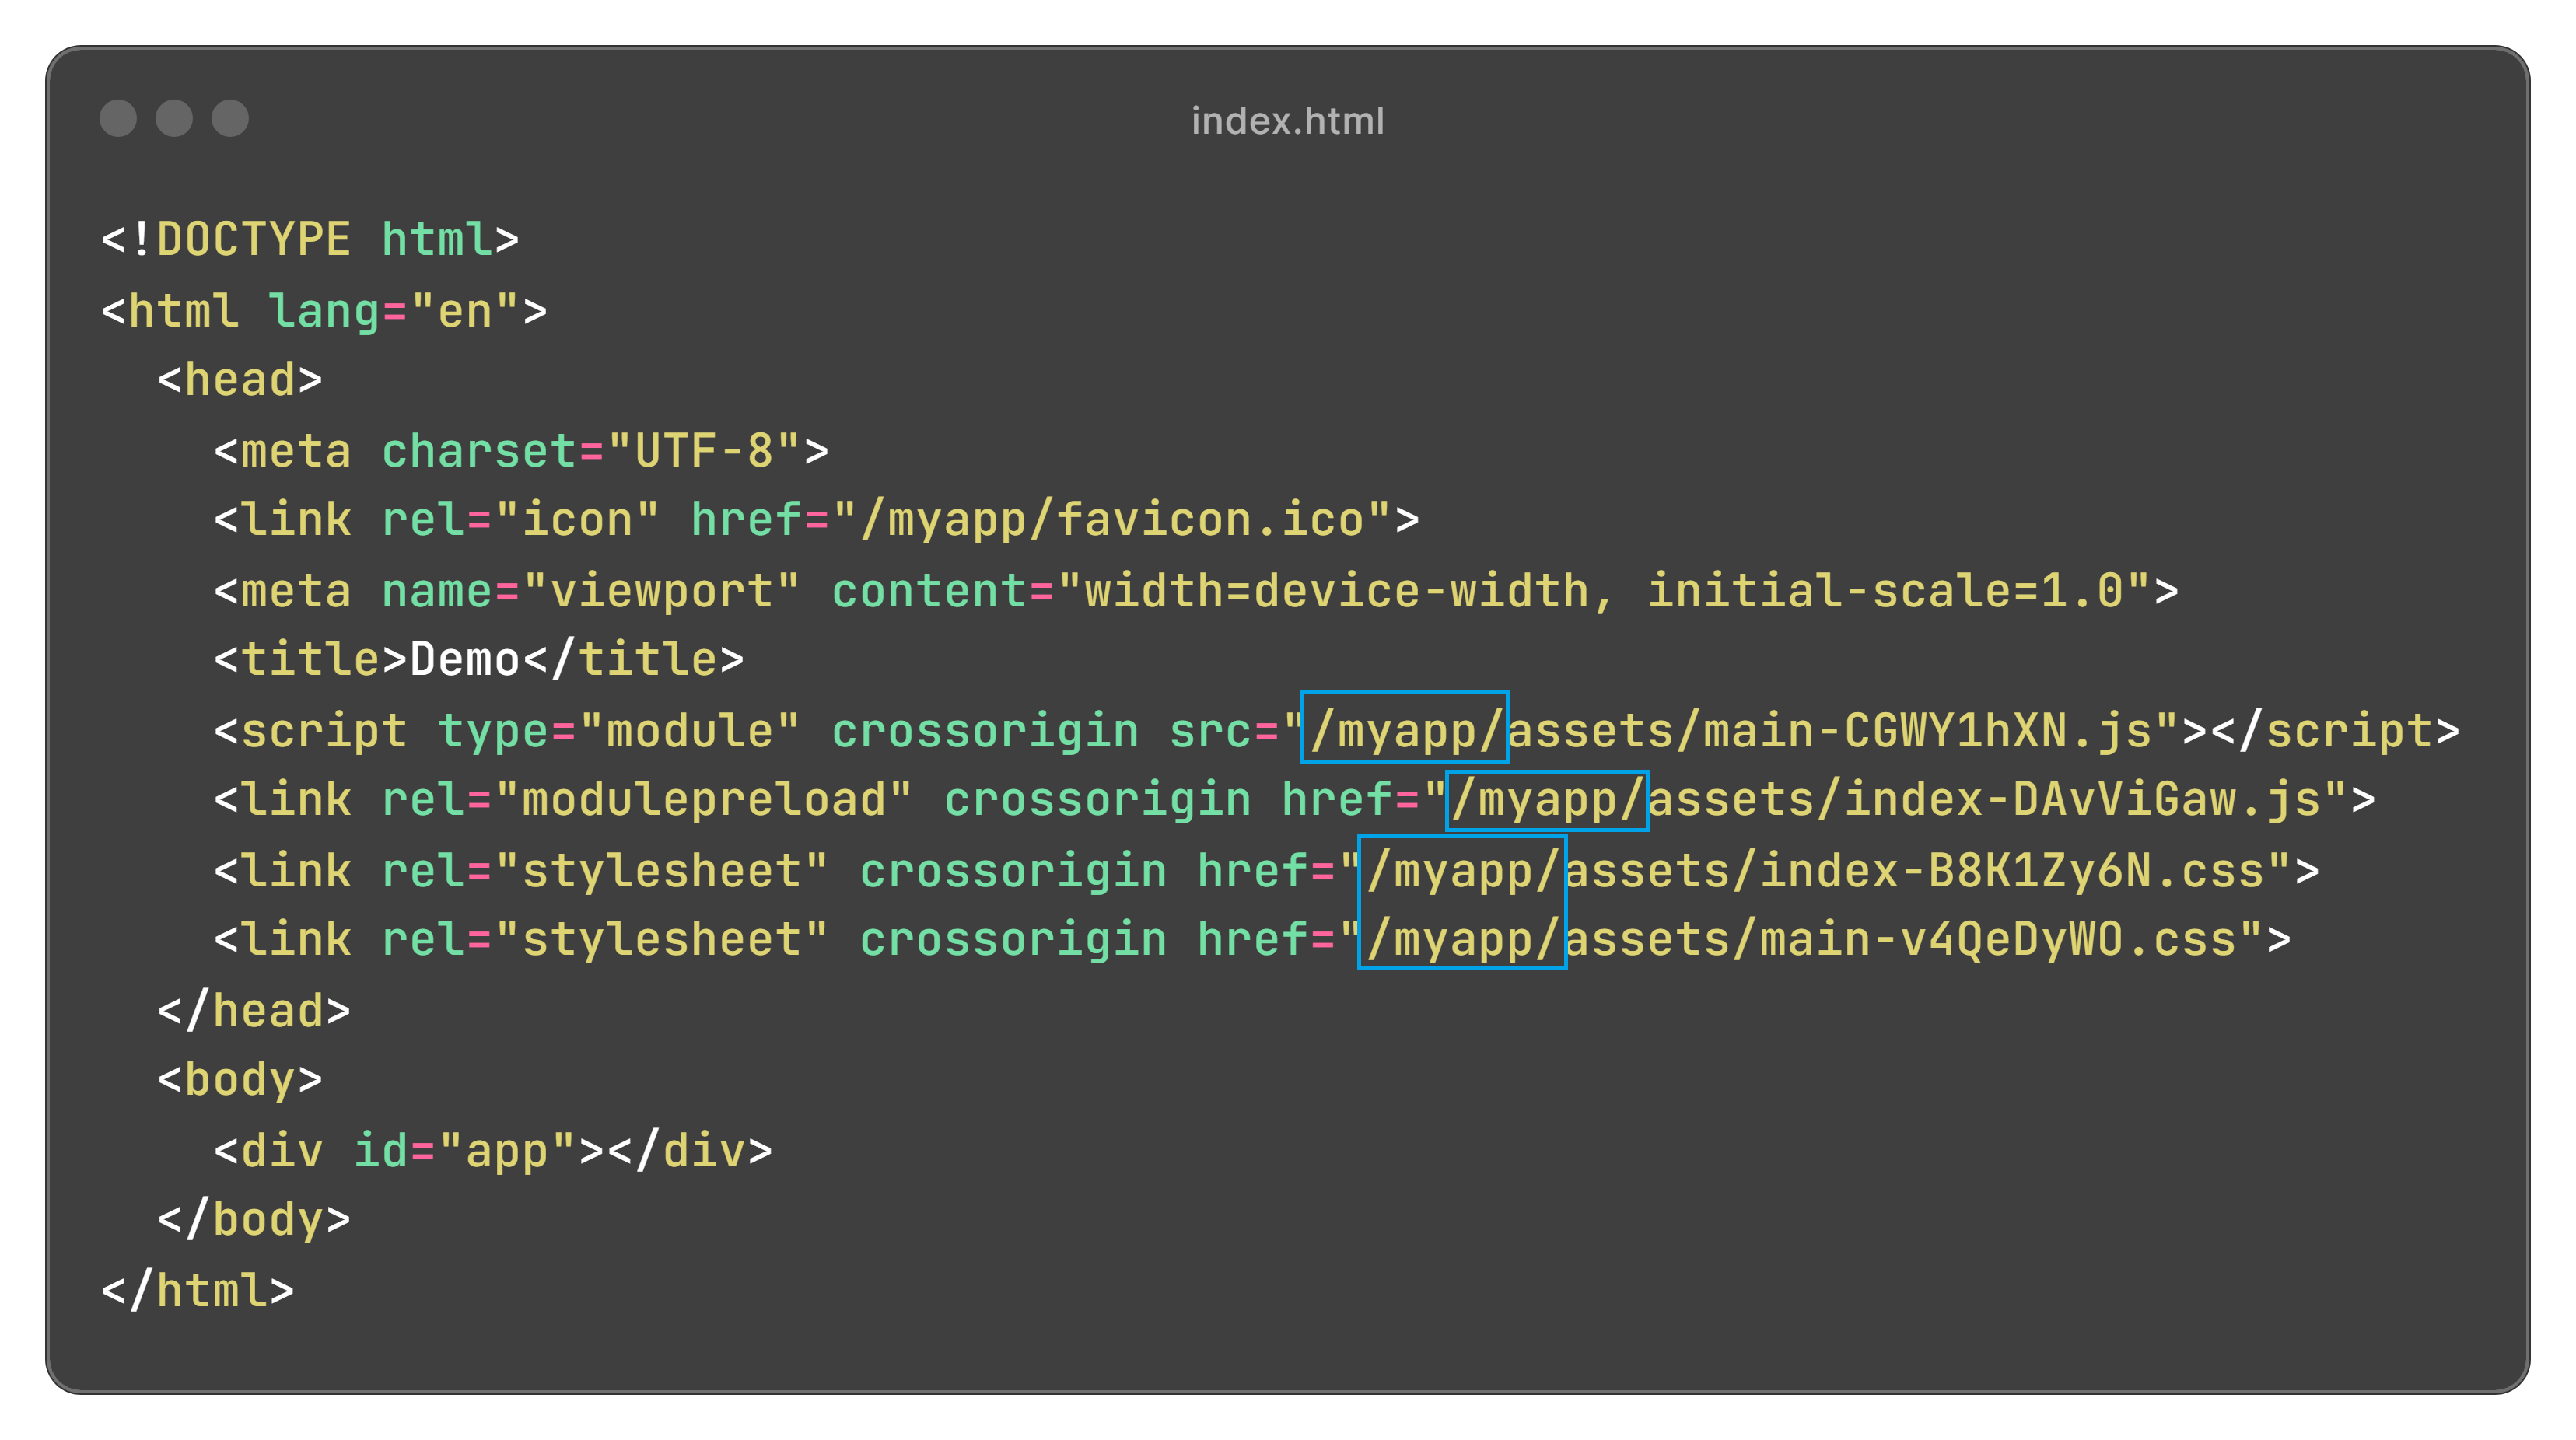 index.html
<!DOCTYPE html>
<html lang="en">
  <head>
    <meta charset="UTF-8">
    <link rel="icon" href="/myapp/favicon.ico">
    <meta name="viewport" content="width=device-width, initial-scale=1.0">
    <title>Demo</title>
    <script type="module" crossorigin src="/myapp/assets/main-CGWY1hXN.js"></script>
    <link rel="modulepreload" crossorigin href="/myapp/assets/index-DAvViGaw.js">
    <link rel="stylesheet" crossorigin href="/myapp/assets/index-B8K1Zy6N.css">
    <link rel="stylesheet" crossorigin href="/myapp/assets/main-v4QeDyWO.css">
  </head>
  <body>
    <div id="app"></div>
  </body>
</html>